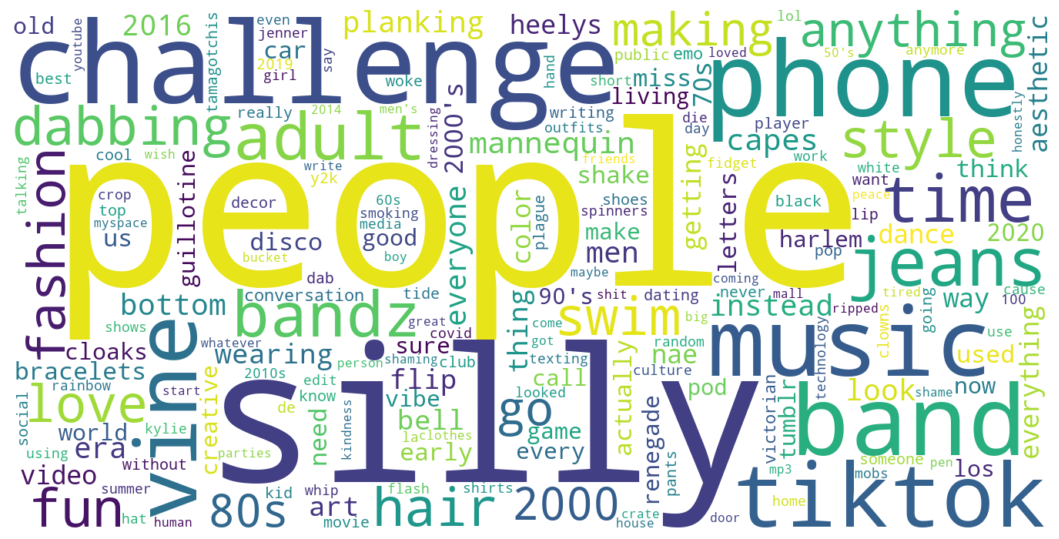 old
youtube
2016
tamagotchis
even
jenner
2019
girl
car
say
planking
heelys
making
anything
lol
50's
anymore
aesthetic
honestly
challenge
best
woke
hand
short
public
emo
miss
loved
70s
phone
living
really
2014
men's
dressing
2000's
writing
outfits
die
day
player
capes
style
dabbing
adult
mannequin
friends
shake
fidget
work
white
think
talking
fashion
cool
wish
write
y2k
people
crop
top
myspace
us
guillotine
decor
60s
smoking
media
good
boy
everyone
color
plague
shoes
spinners
men
make
getting
letters
black
want
peace
lip
time
harlem
dance
2020
disco
bucket
dab
maybe
coming
pop
jeans
bottom
conversation
tide
90's
shit
dating
never
mall
ripped
tired
cause
100
shows
bandz
great
covid
thing
come
swim
big
instead
clowns
going
way
vine
whatever
cloaks
wearing
silly
person
shaming
sure
club
got
texting
random
nae
music
technology
use
used
bracelets
rainbow
start
2010s
edit
know
flip
vibe
looked
call
culture
pod
look
shame
now
everything
social
love
creative
de
need
kindness
bell
la
clothes
early
go
game
every
actually
renegade
victorian
tumblr
band
world
kylie
using
era
video
without
parties
someone
pen
los
mp3
mobs
fun
summer
hat
human
80s
kid
whip
art
movie
flash
shirts
hair
2000
crate
house
pants
door
home
tiktok